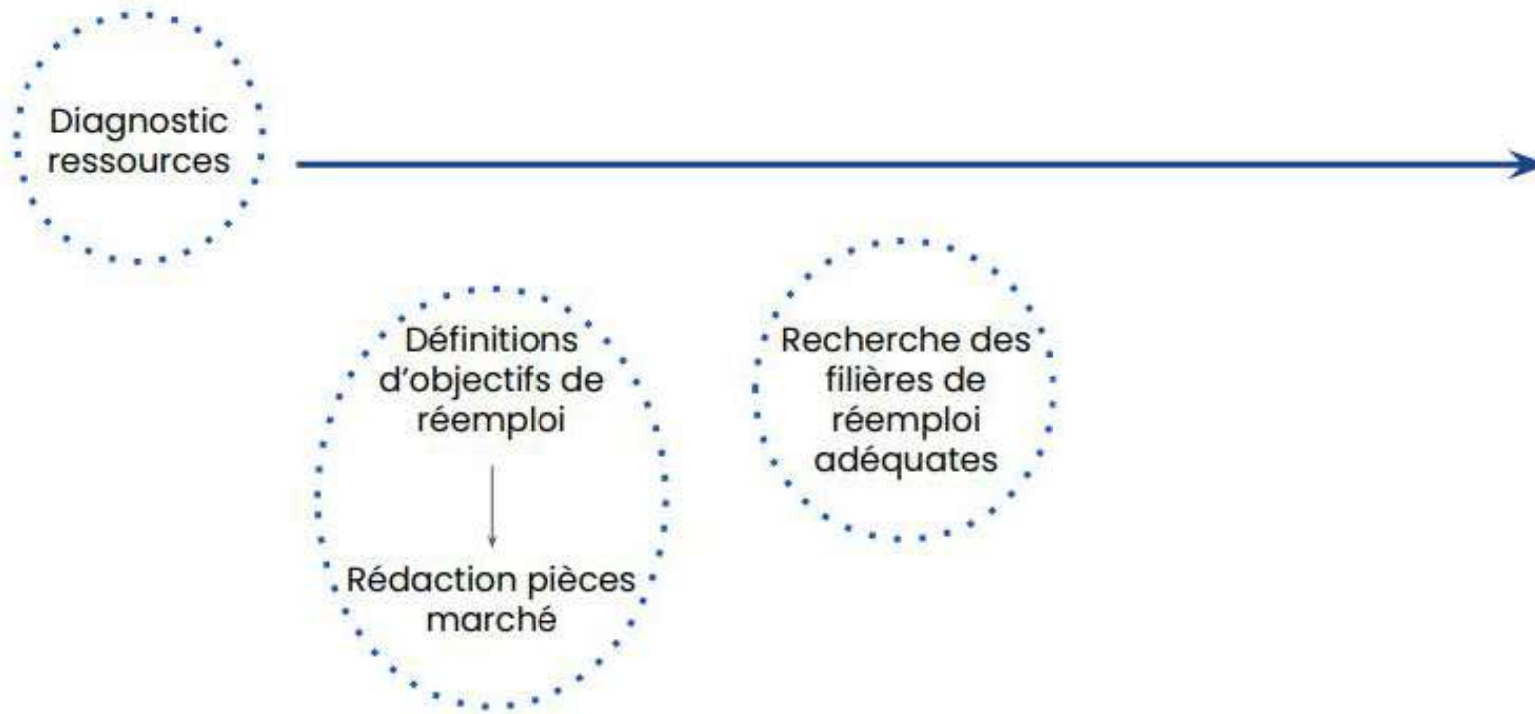 Diagnostic
ressources
Définitions
d'objectifs de
réemploi
Rédaction pièces
marché
Recherche des
filières de
réemploi
adéquates